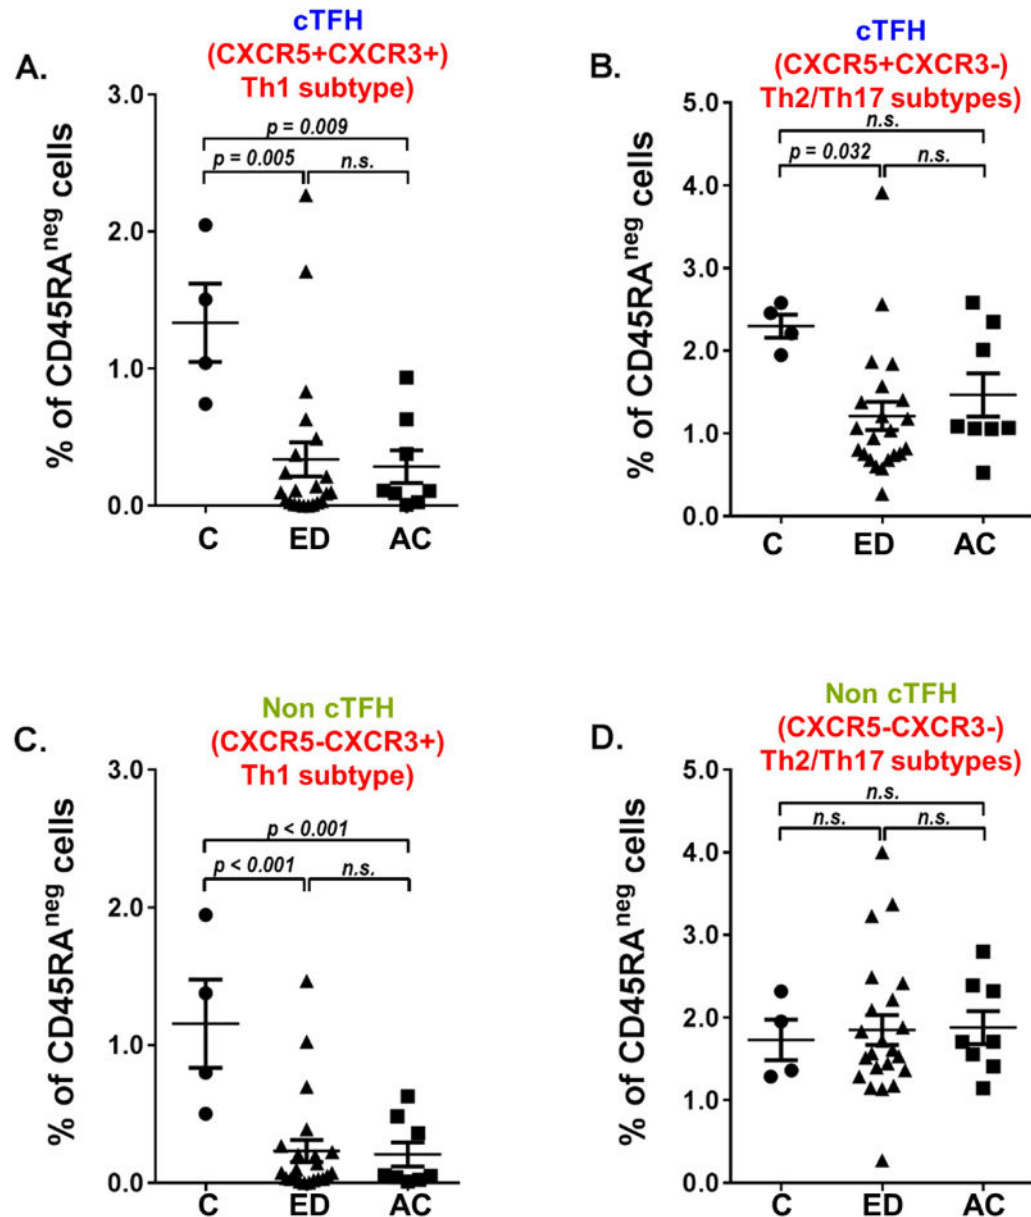 A.
cTFH
(CXCR5+CXCR3+)
Th1 subtype)
% of CD45RAneg cells
3.0
2.0
1.0
0.0
p = 0.009
p = 0.005
n.s.
C ED AC
B.
cTFH
(CXCR5+CXCR3-)
Th2/Th17 subtypes)
% of CD45RAneg cells
5.0
4.0
3.0
2.0
1.0
0.0
n.s.
p = 0.032
n.s.
C ED AC
C.
Non cTFH
(CXCR5-CXCR3+)
Th1 subtype)
% of CD45RAneg cells
3.0
2.0
1.0
0.0
p < 0.001
p < 0.001
n.s.
C ED AC
D.
Non cTFH
(CXCR5-CXCR3-)
Th2/Th17 subtypes)
% of CD45RAneg cells
5.0
4.0
3.0
2.0
1.0
0.0
n.s.
n.s.
n.s.
C ED AC